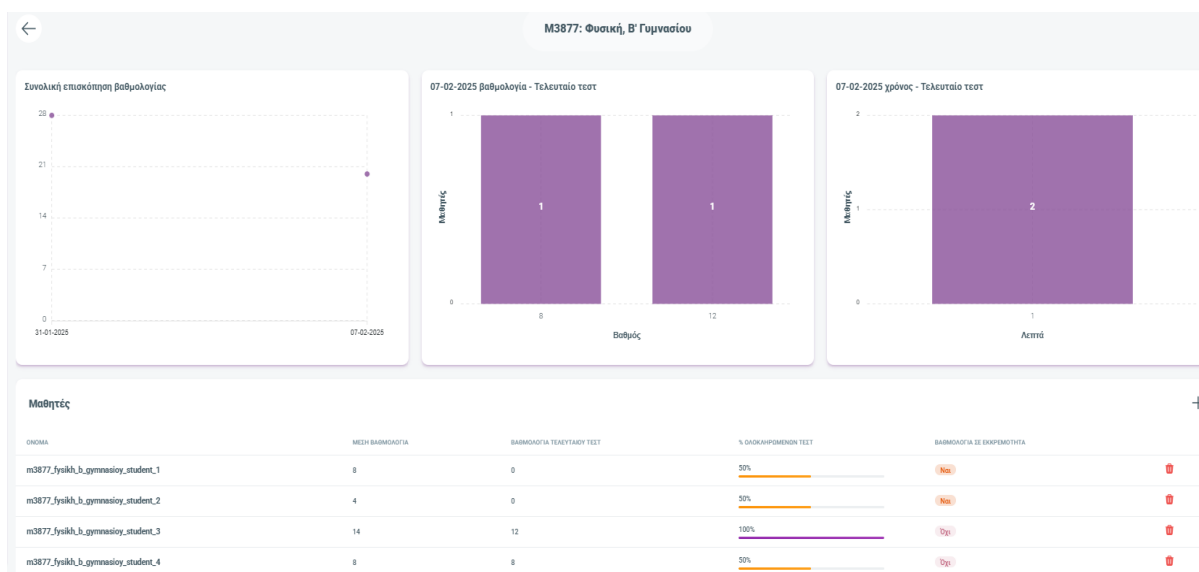 M3877: Φυσική, Β' Γυμνασίου
Συνολική επισκόπηση βαθμολογίας
28
21
14
7
0
31-01-2025
07-02-2025
07-02-2025 βαθμολογία - Τελευταίο τεστ
1
0
Μαθητές
1
1
8
12
Βαθμός
07-02-2025 χρόνος - Τελευταίο τεστ
2
1
0
Μαθητές
2
1
Λεπτά
Μαθητές
ΟΝΟΜΑ ΜΕΣΗ ΒΑΘΜΟΛΟΓΙΑ ΒΑΘΜΟΛΟΓΙΑ ΤΕΛΕΥΤΑΙΟΥ ΤΕΣΤ % ΟΛΟΚΛΗΡΩΜΕΝΩΝ ΤΕΣΤ ΒΑΘΜΟΛΟΓΙΑ ΣΕ ΕΚΚΡΕΜΟΤΗΤΑ
m3877_fysikh_b_gymnasioy_student_1 8 0 50% Ναι
m3877_fysikh_b_gymnasioy_student_2 4 0 50% Ναι
m3877_fysikh_b_gymnasioy_student_3 14 12 100% Όχι
m3877_fysikh_b_gymnasioy_student_4 8 8 50% Όχι